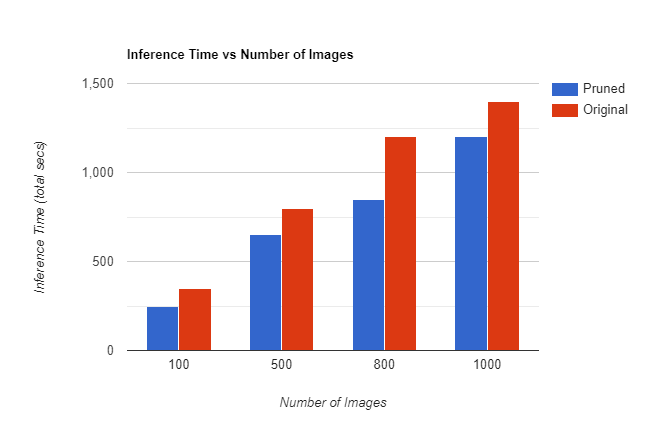 Inference Time vs Number of Images
Pruned
Original
Inference Time (total secs)
1,500
1,000
500
0
100 500 800 1000
Number of Images